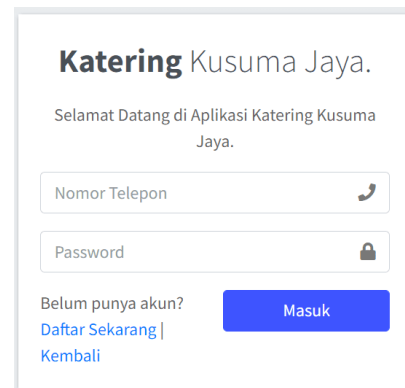 Katering Kusuma Jaya.
Selamat Datang di Aplikasi Katering Kusuma
Jaya.
Nomor Telepon
Password
Belum punya akun?
Daftar Sekarang |
Kembali
Masuk